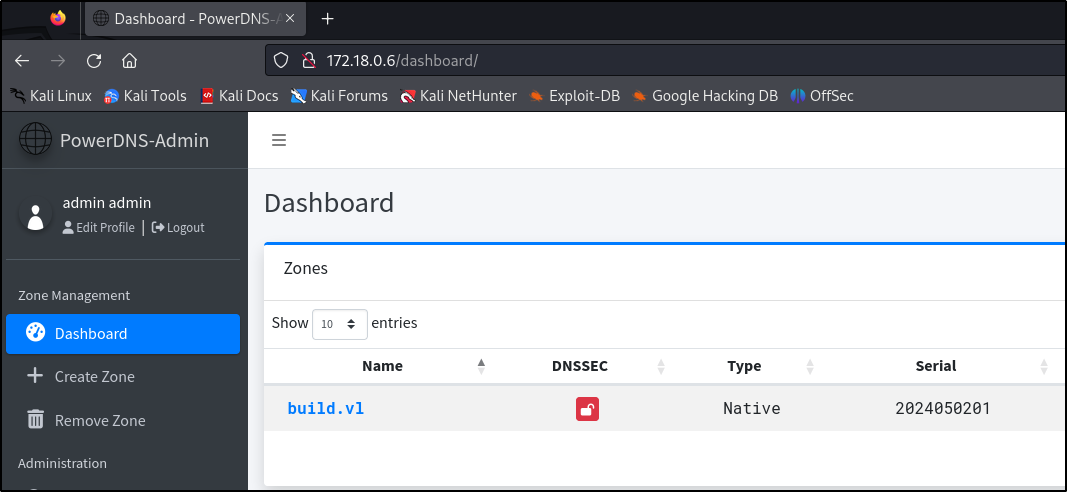 Dashboard - PowerDNS-A
172.18.0.6/dashboard/
Kali Linux Kali Tools Kali Docs Kali Forums Kali NetHunter Exploit-DB Google Hacking DB OffSec
PowerDNS-Admin
admin admin
Edit Profile | Logout
Zone Management
Dashboard
Create Zone
Remove Zone
Administration
Dashboard
Zones
Show 10 entries
Name DNSSEC Type Serial
build.vl Native 2024050201